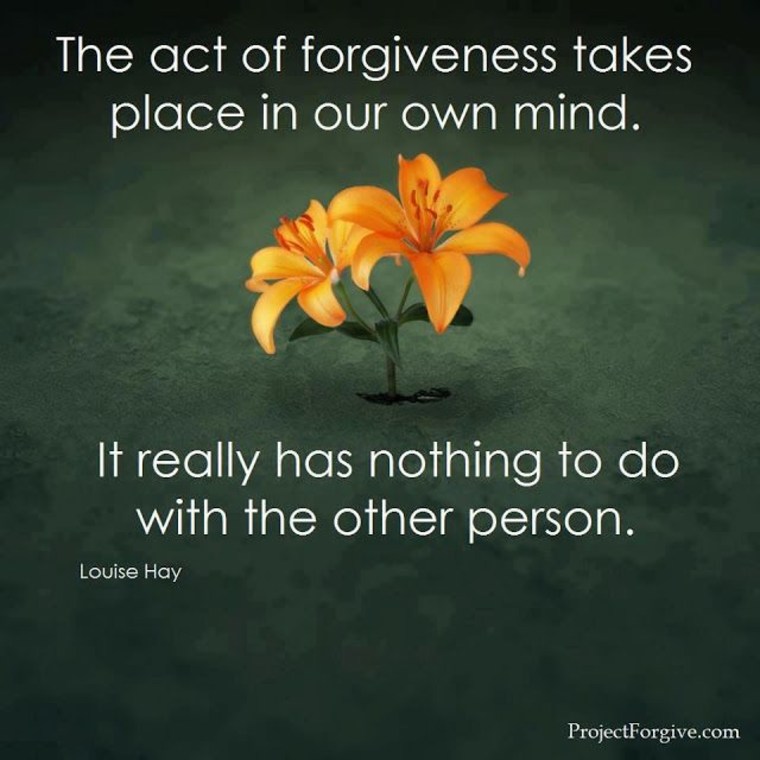 The act of forgiveness takes
place in our own mind.
It really has nothing to do
with the other person.
Louise Hay
ProjectForgive.com